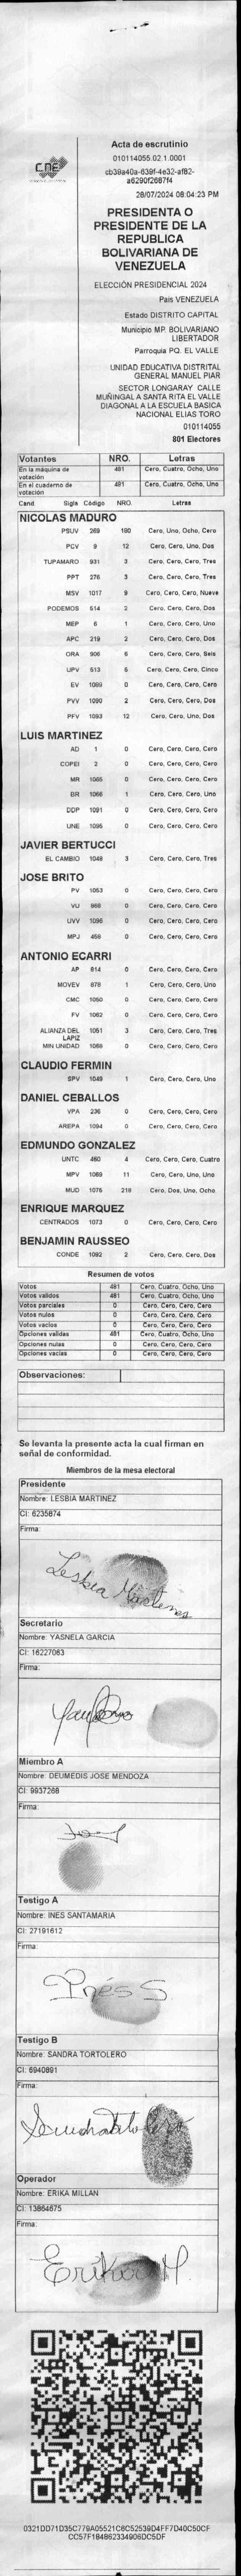 CNE
Acta de escrutinio
010114055.02.1.0001
cb39a40a-639f-4e32-af82-
a6290f2687f4
28/07/2024 08:04:23 PM
PRESIDENTA O
PRESIDENTE DE LA
REPUBLICA
BOLIVARIANA DE
VENEZUELA
ELECCIÓN PRESIDENCIAL 2024
País VENEZUELA
Estado DISTRITO CAPITAL
Municipio MP. BOLIVARIANO
LIBERTADOR
Parroquia PQ. EL VALLE
UNIDAD EDUCATIVA DISTRITAL
GENERAL MANUEL PIAR
SECTOR LONGARAY CALLE
MUÑINGAL A SANTA RITA EL VALLE
DIAGONAL A LA ESCUELA BASICA
NACIONAL ELIAS TORO
010114055
801 Electores
Votantes NRO. Letras
En la máquina de votación 481 Cero, Cuatro, Ocho, Uno
En el cuaderno de votación 481 Cero, Cuatro, Ocho, Uno
Cand Sigla Código NRO. Letras
NICOLAS MADURO
PSUV 269 180 Cero, Uno, Ocho, Cero
PCV 9 12 Cero, Cero, Uno, Dos
TUPAMARO 931 3 Cero, Cero, Cero, Tres
PPT 276 3 Cero, Cero, Cero, Tres
MSV 1017 9 Cero, Cero, Cero, Nueve
PODEMOS 514 2 Cero, Cero, Cero, Dos
MEP 6 1 Cero, Cero, Cero, Uno
APC 219 2 Cero, Cero, Cero, Dos
ORA 906 6 Cero, Cero, Cero, Seis
UPV 513 5 Cero, Cero, Cero, Cinco
EV 1089 0 Cero, Cero, Cero, Cero
PVV 1090 2 Cero, Cero, Cero, Dos
PFV 1093 12 Cero, Cero, Uno, Dos
LUIS MARTINEZ
AD 1 0 Cero, Cero, Cero, Cero
COPEI 2 0 Cero, Cero, Cero, Cero
MR 1065 0 Cero, Cero, Cero, Cero
BR 1066 1 Cero, Cero, Cero, Uno
DDP 1091 0 Cero, Cero, Cero, Cero
UNE 1095 0 Cero, Cero, Cero, Cero
JAVIER BERTUCCI
EL CAMBIO 1048 3 Cero, Cero, Cero, Tres
JOSE BRITO
PV 1053 0 Cero, Cero, Cero, Cero
VU 868 0 Cero, Cero, Cero, Cero
UVV 1096 0 Cero, Cero, Cero, Cero
MPJ 458 0 Cero, Cero, Cero, Cero
ANTONIO ECARRI
AP 814 0 Cero, Cero, Cero, Cero
MOVEV 878 1 Cero, Cero, Cero, Uno
CMC 1050 0 Cero, Cero, Cero, Cero
FV 1062 0 Cero, Cero, Cero, Cero
ALIANZA DEL LAPIZ 1051 3 Cero, Cero, Cero, Tres
MIN UNIDAD 1068 0 Cero, Cero, Cero, Cero
CLAUDIO FERMIN
SPV 1049 1 Cero, Cero, Cero, Uno
DANIEL CEBALLOS
VPA 236 0 Cero, Cero, Cero, Cero
AREPA 1094 0 Cero, Cero, Cero, Cero
EDMUNDO GONZALEZ
UNTC 460 4 Cero, Cero, Cero, Cuatro
MPV 1069 11 Cero, Cero, Uno, Uno
MUD 1075 218 Cero, Dos, Uno, Ocho
ENRIQUE MARQUEZ
CENTRADOS 1073 0 Cero, Cero, Cero, Cero
BENJAMIN RAUSSEO
CONDE 1092 2 Cero, Cero, Cero, Dos
Resumen de votos
Votos 481 Cero, Cuatro, Ocho, Uno
Votos validos 481 Cero, Cuatro, Ocho, Uno
Votos parciales 0 Cero, Cero, Cero, Cero
Votos nulos 0 Cero, Cero, Cero, Cero
Votos vacíos 0 Cero, Cero, Cero, Cero
Opciones validas 481 Cero, Cuatro, Ocho, Uno
Opciones nulas 0 Cero, Cero, Cero, Cero
Opciones vacias 0 Cero, Cero, Cero, Cero
Observaciones:
Se levanta la presente acta la cual firman en
señal de conformidad.
Miembros de la mesa electoral
Presidente
Nombre: LESBIA MARTINEZ
CI: 6235874
Firma:
Lesbia Martinez
Secretario
Nombre: YASNELA GARCIA
CI: 16227063
Firma:
Miembro A
Nombre: DEUMEDIS JOSE MENDOZA
CI: 9937268
Firma:
Testigo A
Nombre: INES SANTAMARIA
CI: 27191612
Firma:
Inés S
Testigo B
Nombre: SANDRA TORTOLERO
CI: 6940891
Firma:
Operador
Nombre: ERIKA MILLAN
CI: 13864675
Firma:
Erika M.
0321DD71D35C779A05521C6C52539D4FF7D40C50CF
CC57F184862334906DC5DF